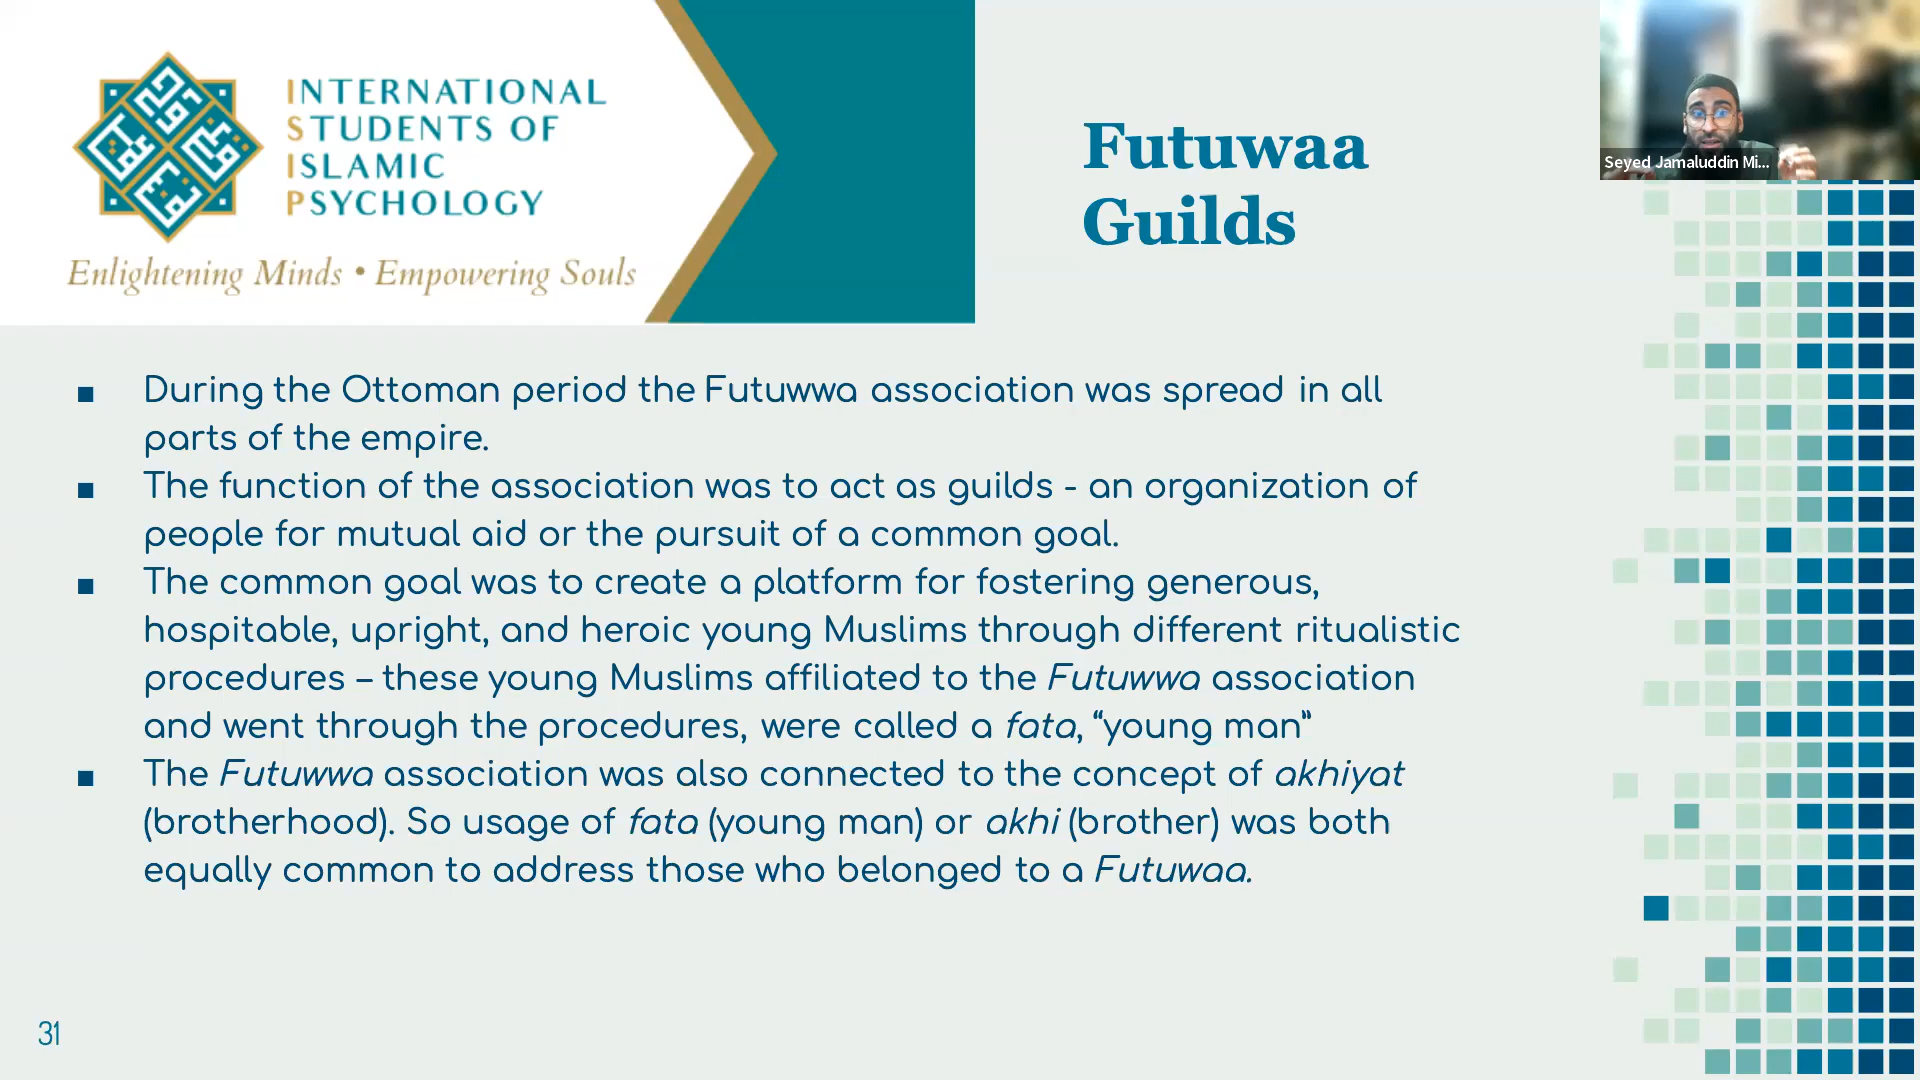 INTERNATIONAL
STUDENTS OF
ISLAMIC
PSYCHOLOGY
Enlightening Minds • Empowering Souls
Futuwaa
Guilds
Seyed Jamaluddin Mi...
■ During the Ottoman period the Futuwwa association was spread in all
parts of the empire.
■ The function of the association was to act as guilds - an organization of
people for mutual aid or the pursuit of a common goal.
■ The common goal was to create a platform for fostering generous,
hospitable, upright, and heroic young Muslims through different ritualistic
procedures – these young Muslims affiliated to the Futuwwa association
and went through the procedures, were called a fata, “young man”
■ The Futuwwa association was also connected to the concept of akhiyat
(brotherhood). So usage of fata (young man) or akhi (brother) was both
equally common to address those who belonged to a Futuwaa.
31